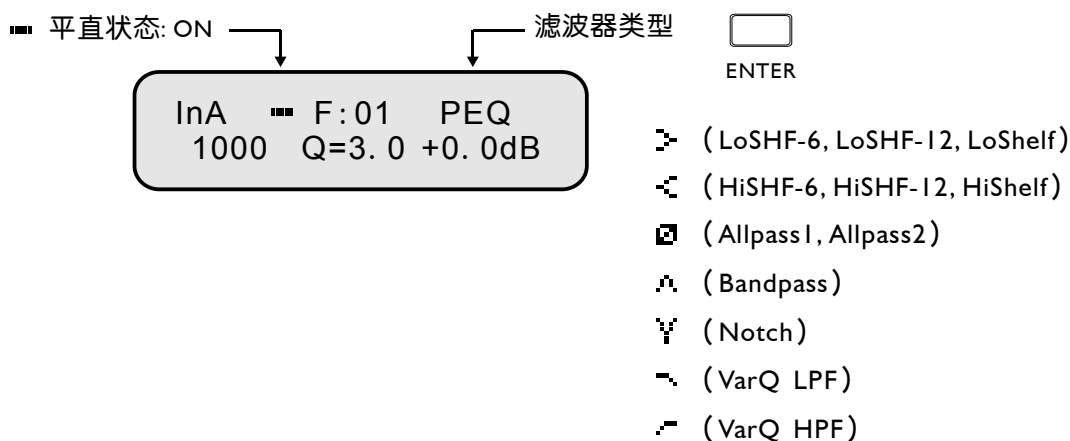 平直状态: ON
滤波器类型
ENTER
InA F:01 PEQ
1000 Q=3.0 +0.0dB
(LoSHF-6, LoSHF-12, LoShelf)
(HiSHF-6, HiSHF-12, HiShelf)
(Allpass1, Allpass2)
(Bandpass)
(Notch)
(VarQ LPF)
(VarQ HPF)